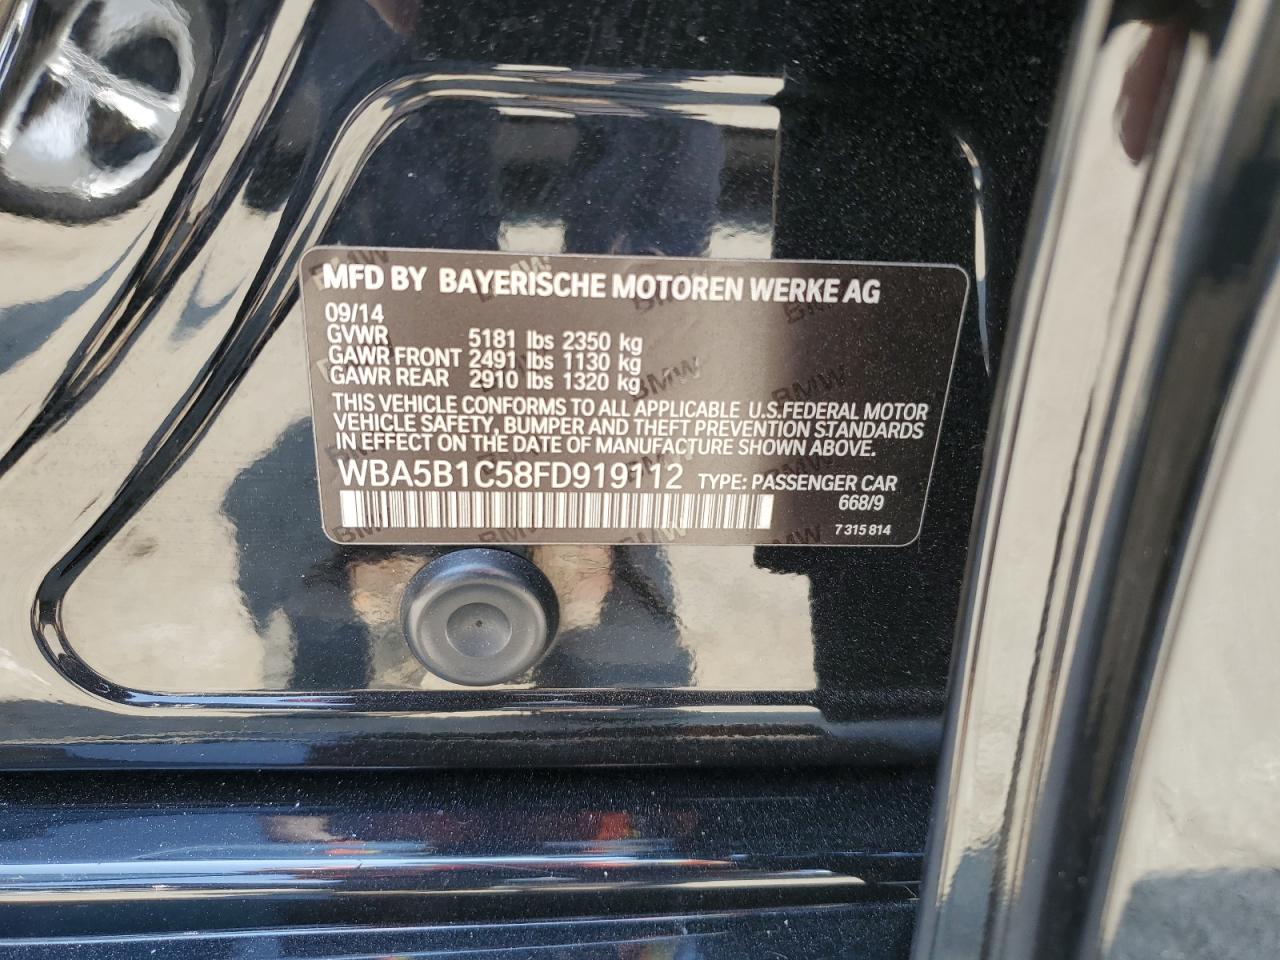 MFD BY BAYERISCHE MOTOREN WERKE AG
09/14
GVWR 5181 lbs 2350 kg
GAWR FRONT 2491 lbs 1130 kg
GAWR REAR 2910 lbs 1320 kg
THIS VEHICLE CONFORMS TO ALL APPLICABLE U.S.FEDERAL MOTOR
VEHICLE SAFETY, BUMPER AND THEFT PREVENTION STANDARDS
IN EFFECT ON THE DATE OF MANUFACTURE SHOWN ABOVE.
WBA5B1C58FD919112 TYPE: PASSENGER CAR
668/9
7 315 814